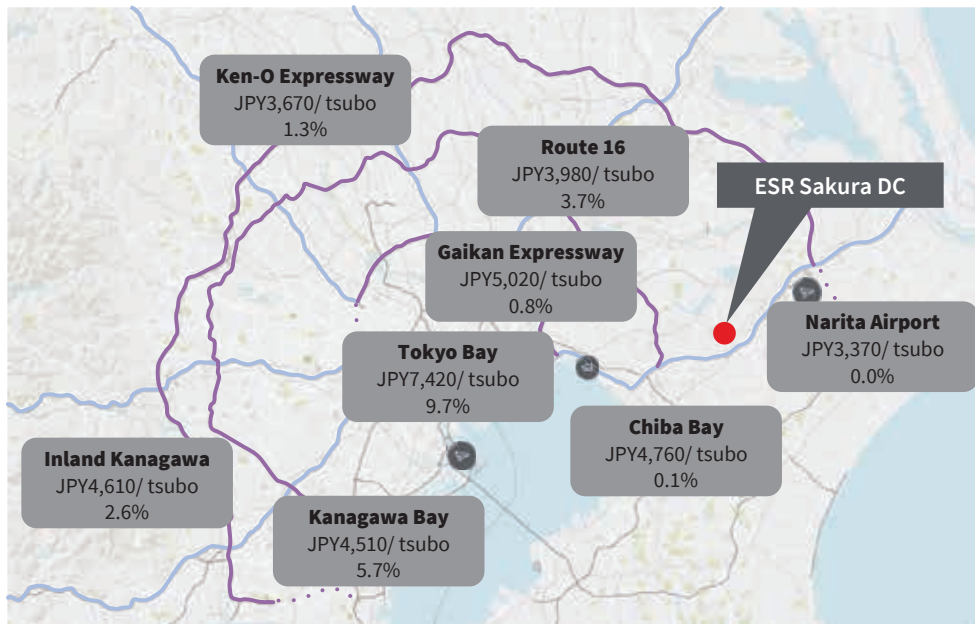 Ken-O Expressway
JPY3,670/ tsubo
1.3%
Route 16
JPY3,980/ tsubo
3.7%
ESR Sakura DC
Gaikan Expressway
JPY5,020/ tsubo
0.8%
Narita Airport
JPY3,370/ tsubo
0.0%
Tokyo Bay
JPY7,420/ tsubo
9.7%
Chiba Bay
JPY4,760/ tsubo
0.1%
Inland Kanagawa
JPY4,610/ tsubo
2.6%
Kanagawa Bay
JPY4,510/ tsubo
5.7%